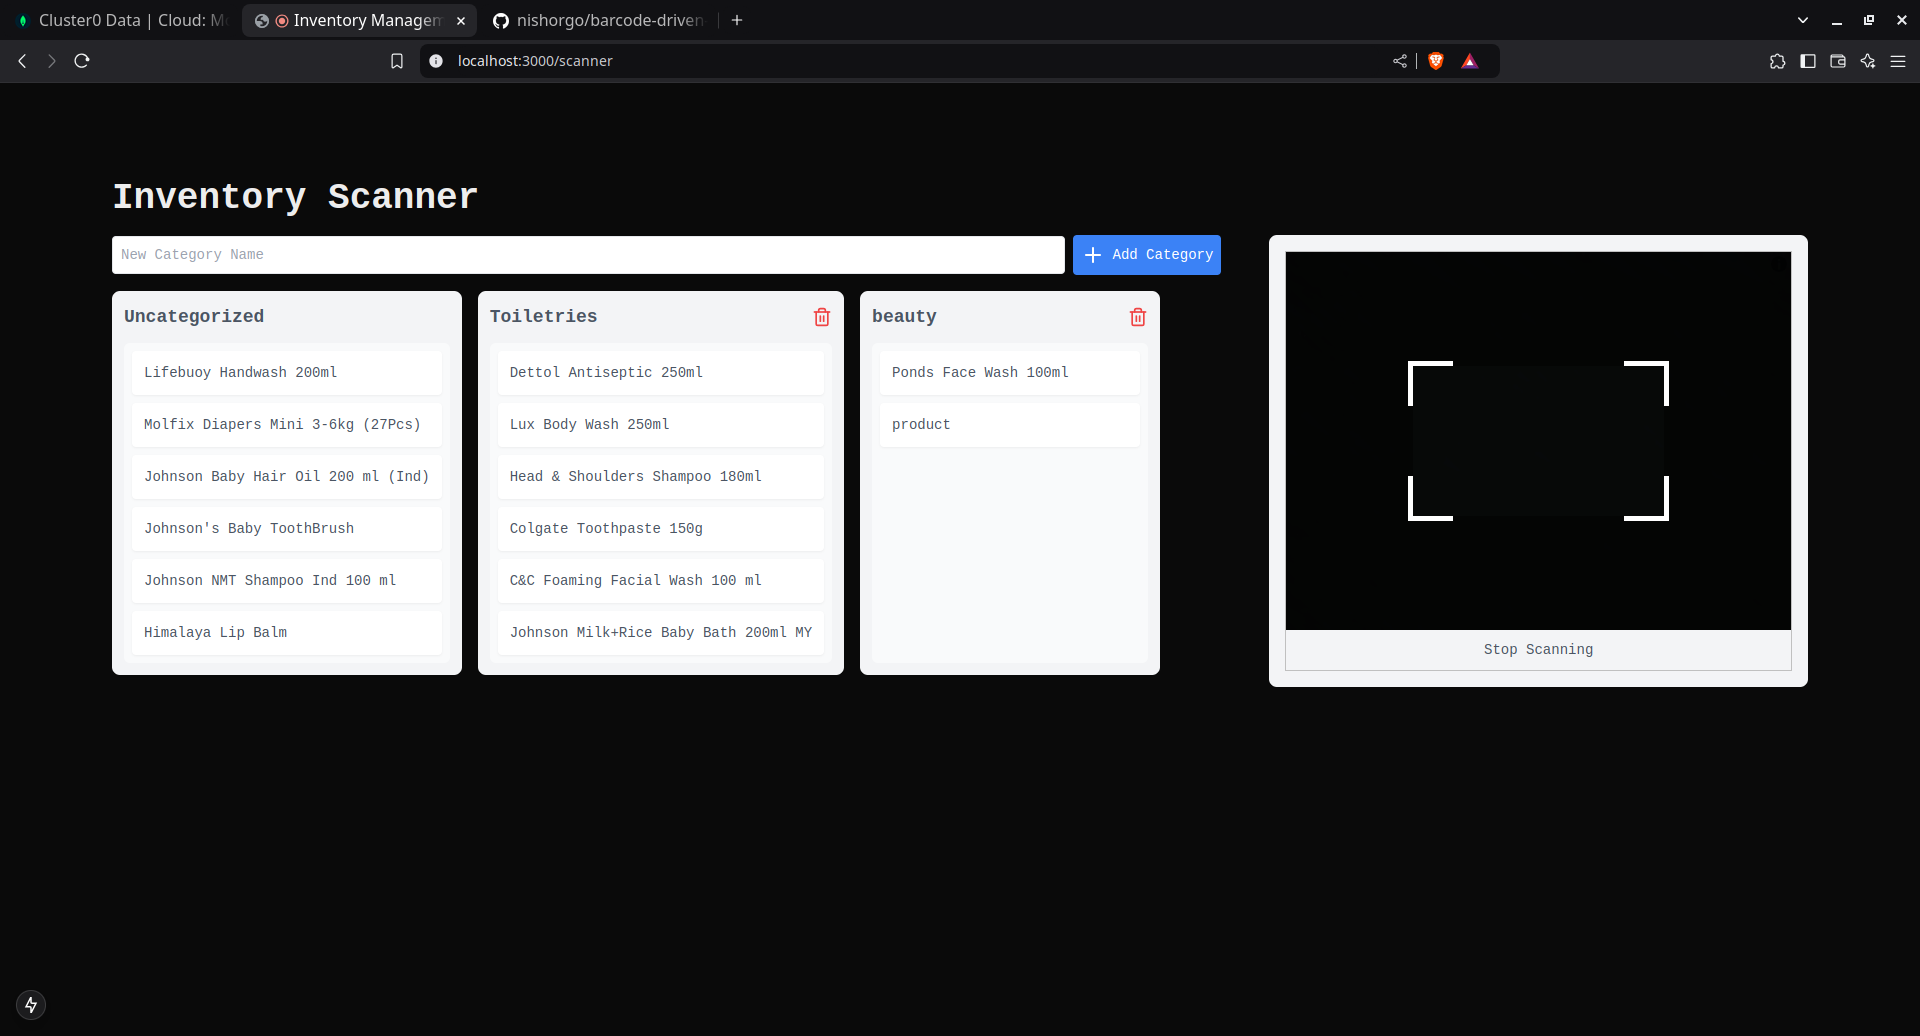 Cluster0 Data | Cloud: Mo
Inventory Managem
nishorgo/barcode-driven-
localhost:3000/scanner
Inventory Scanner
New Category Name
Add Category
Uncategorized
Lifebuoy Handwash 200ml
Molfix Diapers Mini 3-6kg (27Pcs)
Johnson Baby Hair Oil 200 ml (Ind)
Johnson's Baby ToothBrush
Johnson NMT Shampoo Ind 100 ml
Himalaya Lip Balm
Toiletries
Dettol Antiseptic 250ml
Lux Body Wash 250ml
Head & Shoulders Shampoo 180ml
Colgate Toothpaste 150g
C&C Foaming Facial Wash 100 ml
Johnson Milk+Rice Baby Bath 200ml MY
beauty
Ponds Face Wash 100ml
product
Stop Scanning